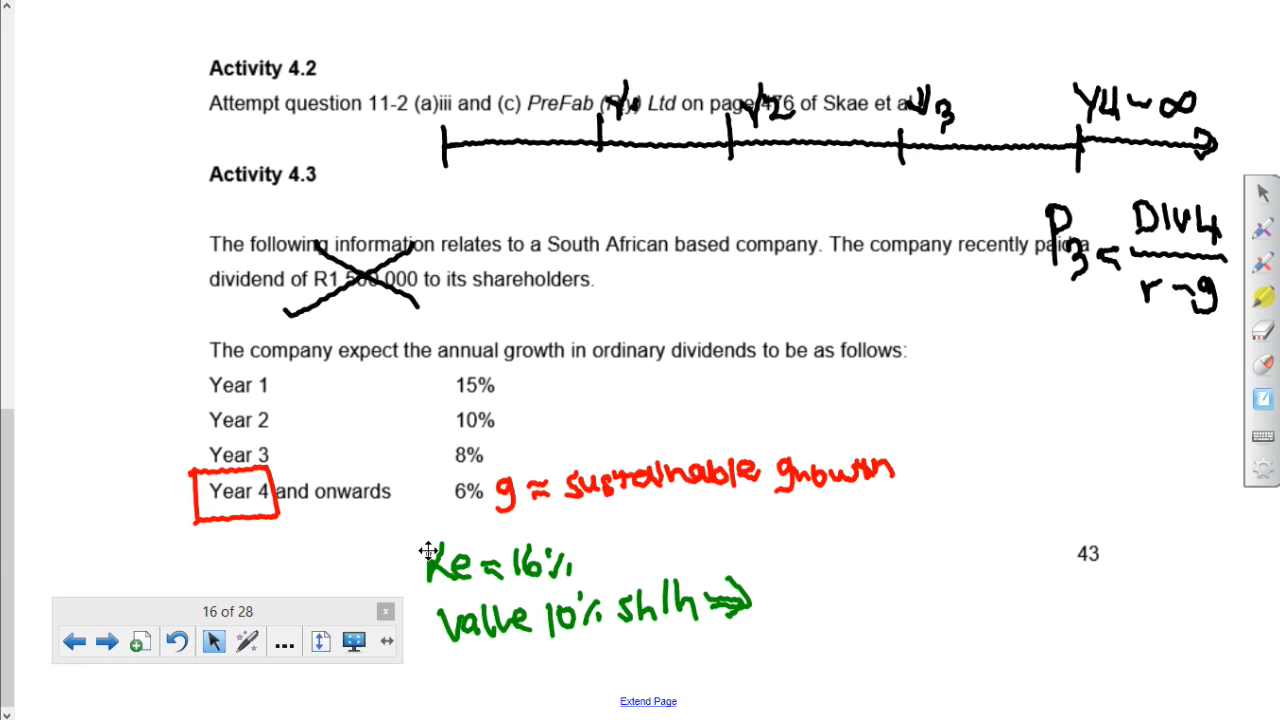 Activity 4.2
Attempt question 11-2 (a)iii and (c) PreFab (Pty) Ltd on page 476 of Skae et al
Y1 Y2 Y3 Y4 ~ ∞
Activity 4.3
P3 = Div4
r - g
The following information relates to a South African based company. The company recently paid a
dividend of R1 500 000 to its shareholders.
The company expect the annual growth in ordinary dividends to be as follows:
Year 1 15%
Year 2 10%
Year 3 8%
Year 4 and onwards 6% g = sustainable growth
Ke = 16%
43
Value 10% sh/h ⇒
16 of 28
x
Extend Page